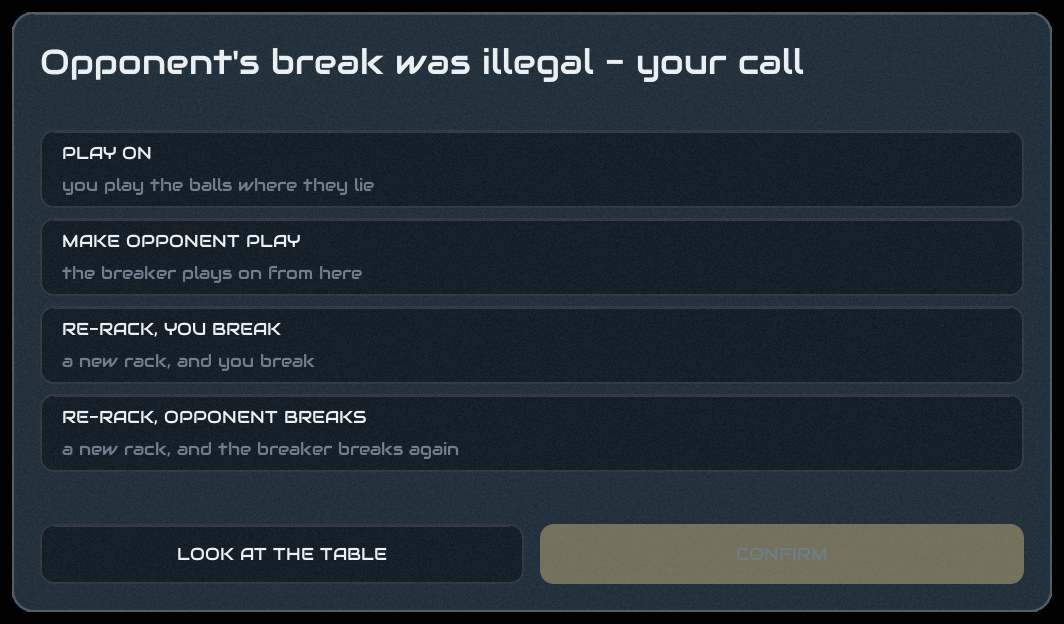 Opponent's break was illegal - your call
PLAY ON
you play the balls where they lie
MAKE OPPONENT PLAY
the breaker plays on from here
RE-RACK, YOU BREAK
a new rack, and you break
RE-RACK, OPPONENT BREAKS
a new rack, and the breaker breaks again
LOOK AT THE TABLE
CONFIRM